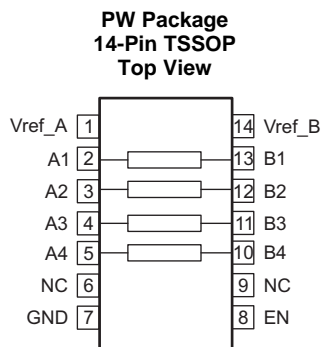 PW Package
14-Pin TSSOP
Top View
Vref_A 1 14 Vref_B
A1 2 13 B1
A2 3 12 B2
A3 4 11 B3
A4 5 10 B4
NC 6 9 NC
GND 7 8 EN